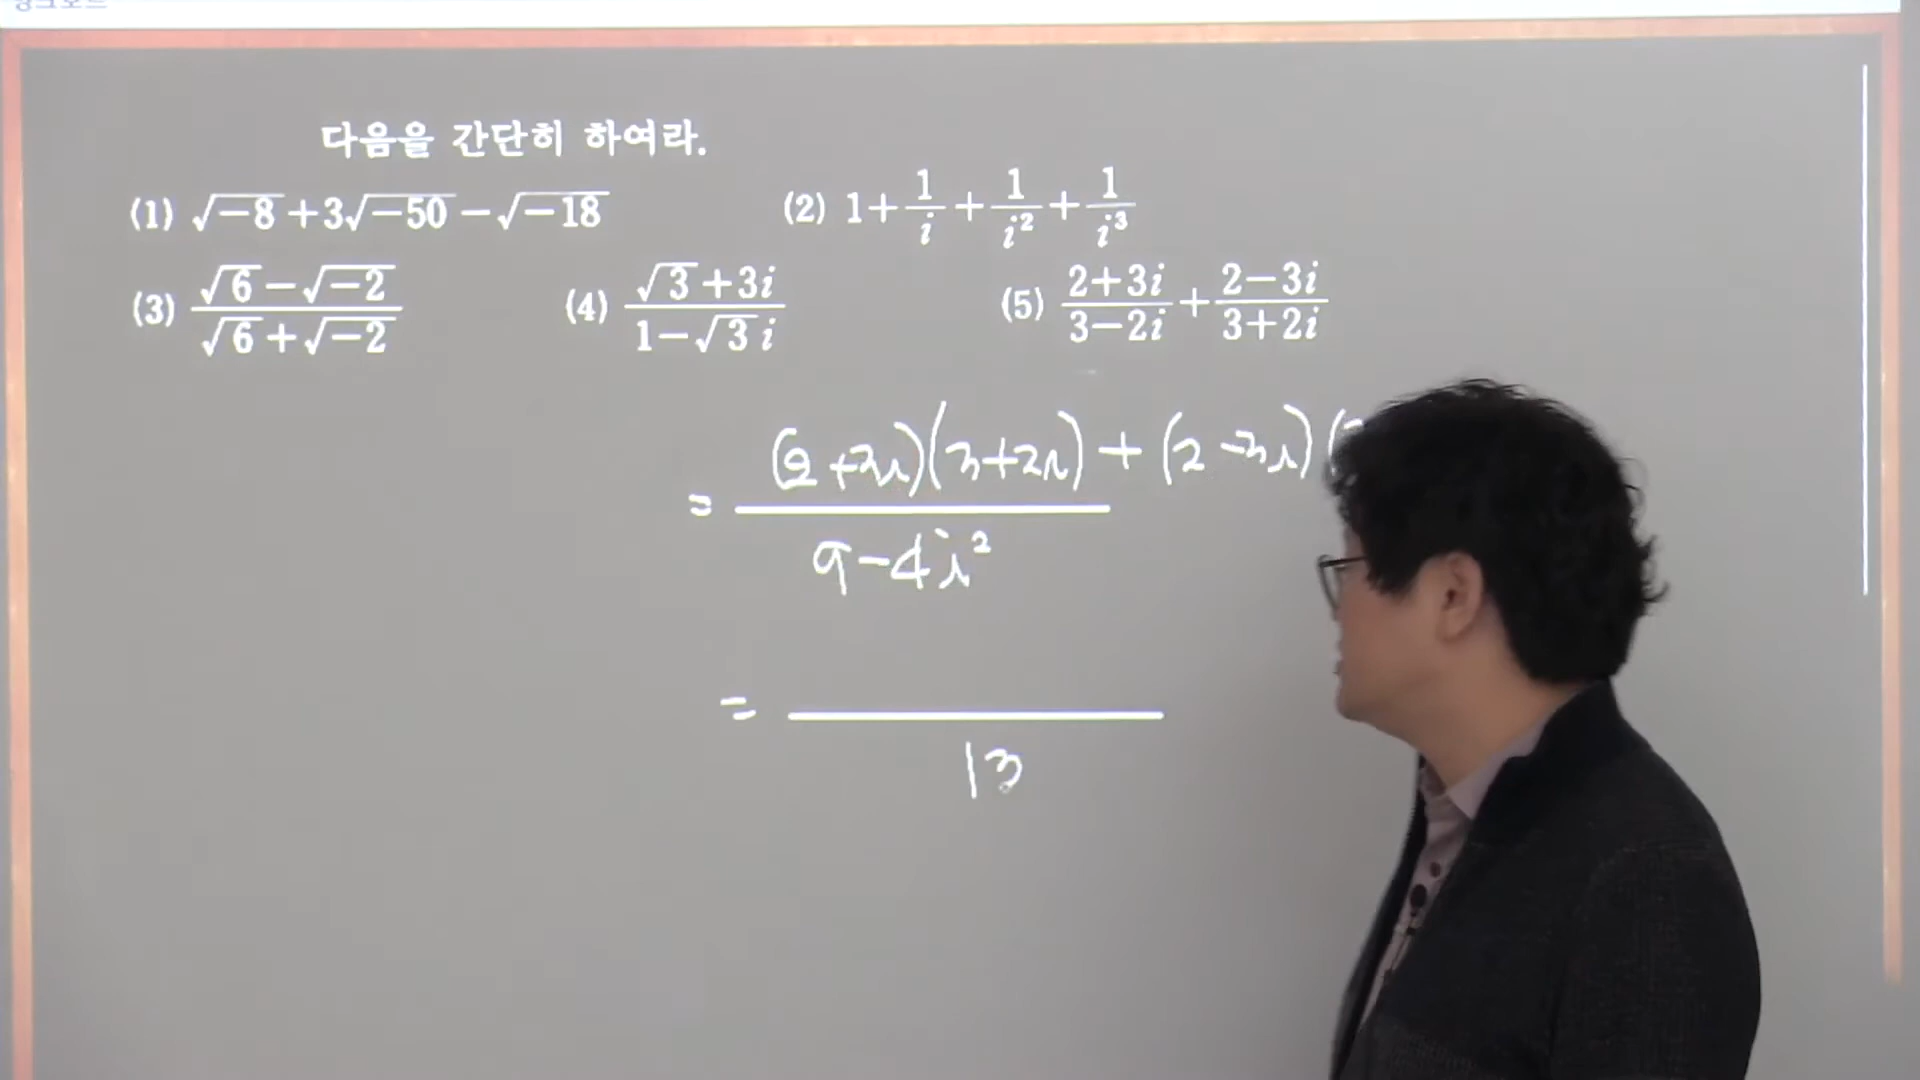 다음을 간단히 하여라.
(1) √-8+3√-50-√-18 (2) 1+1/i+1/i²+1/i³
(3) (√6-√-2)/(√6+√-2) (4) (√3+3i)/(1-√3i) (5) (2+3i)/(3-2i)+(2-3i)/(3+2i)
= (2+3i)(3+2i)+(2-3i)(
9-4i²
=
13